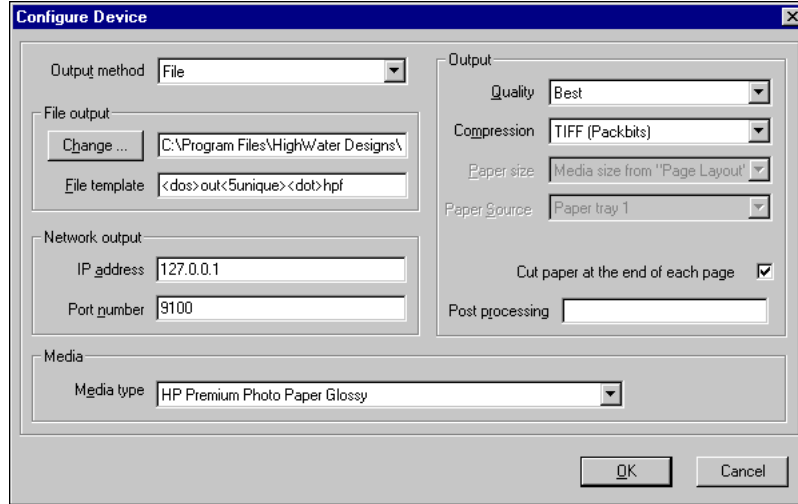 Configure Device
Output method File
File output
Change ... C:\Program Files\HighWater Designs\
File template <dos>out<5unique><dot>hpf
Network output
IP address 127.0.0.1
Port number 9100
Output
Quality Best
Compression TIFF (Packbits)
Paper size Media size from "Page Layout'
Paper Source Paper tray 1
Cut paper at the end of each page
Post processing
Media
Media type HP Premium Photo Paper Glossy
OK Cancel